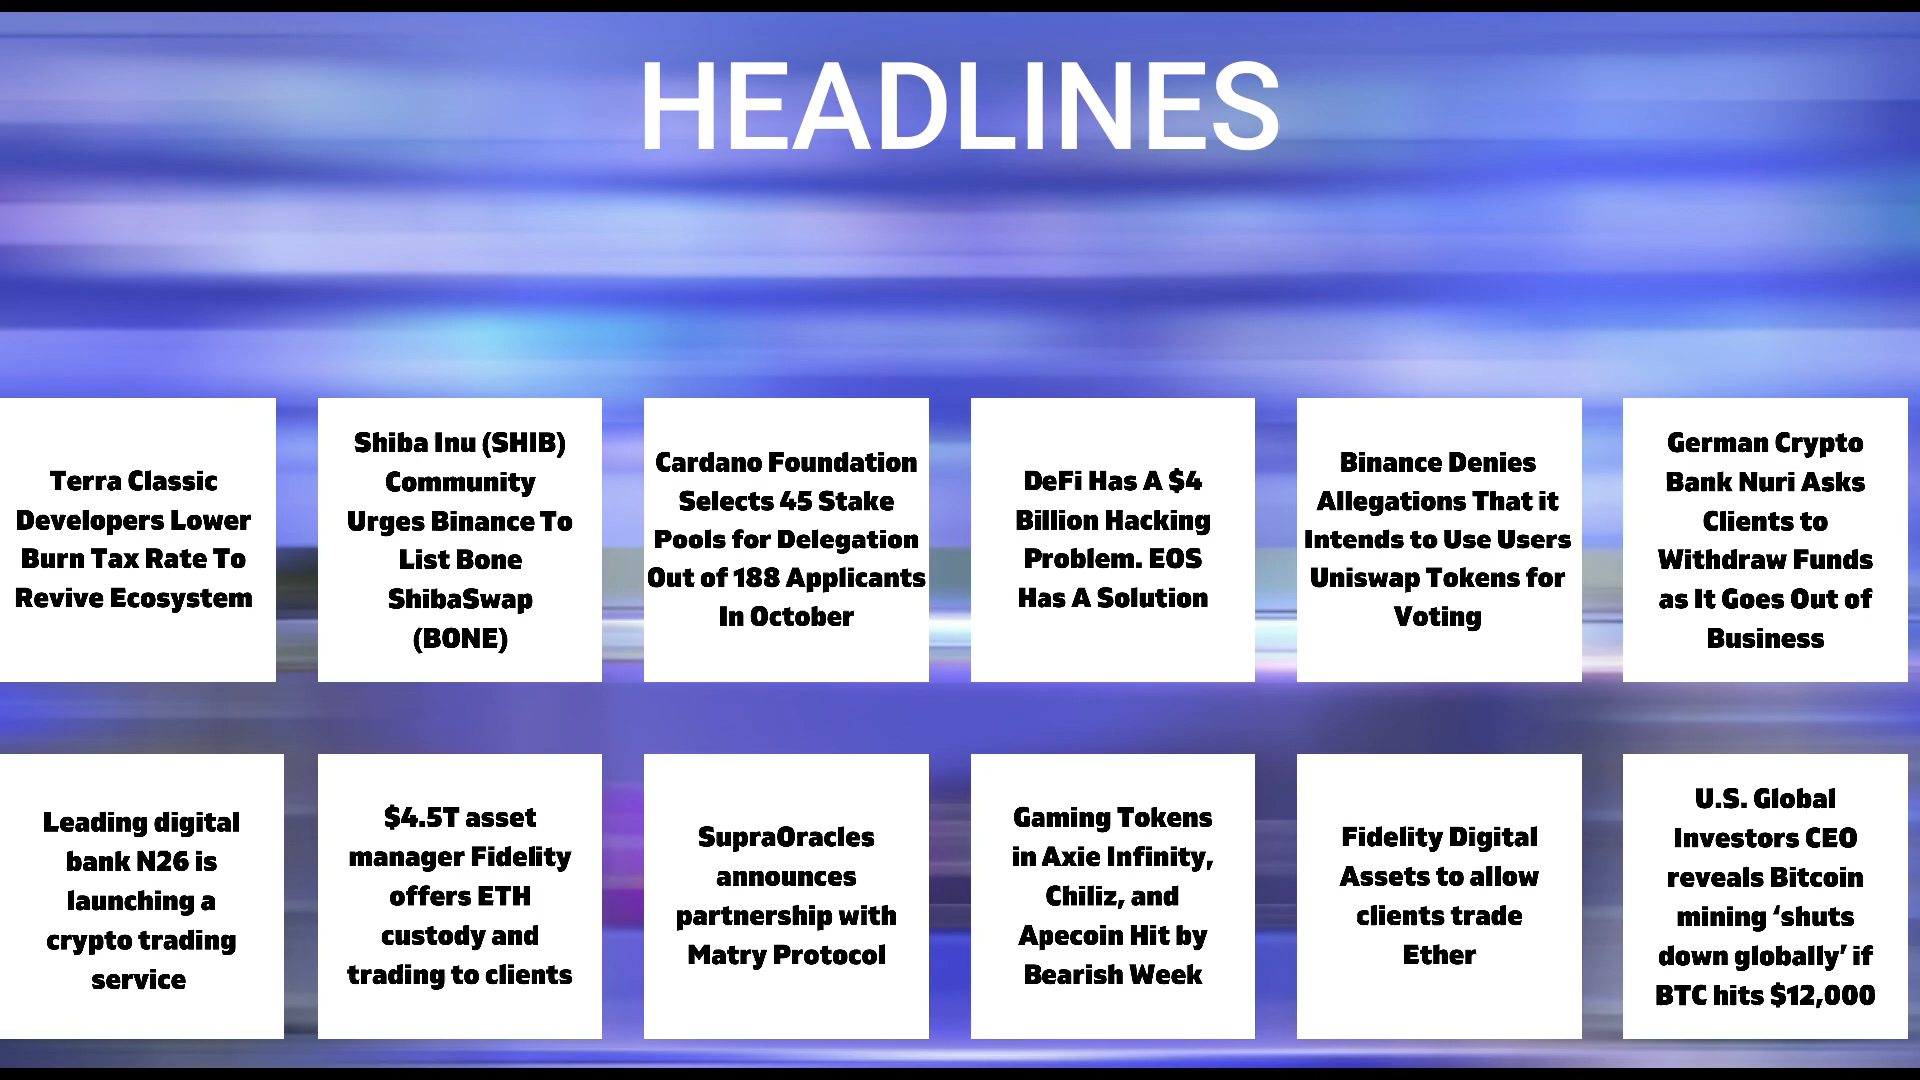 HEADLINES
Terra Classic
Developers Lower
Burn Tax Rate To
Revive Ecosystem
Shiba Inu (SHIB)
Community
Urges Binance To
List Bone
ShibaSwap
(BONE)
Cardano Foundation
Selects 45 Stake
Pools for Delegation
Out of 188 Applicants
In October
DeFi Has A $4
Billion Hacking
Problem. EOS
Has A Solution
Binance Denies
Allegations That it
Intends to Use Users
Uniswap Tokens for
Voting
German Crypto
Bank Nuri Asks
Clients to
Withdraw Funds
as It Goes Out of
Business
Leading digital
bank N26 is
launching a
crypto trading
service
$4.5T asset
manager Fidelity
offers ETH
custody and
trading to clients
SupraOracles
announces
partnership with
Matry Protocol
Gaming Tokens
in Axie Infinity,
Chiliz, and
Apecoin Hit by
Bearish Week
Fidelity Digital
Assets to allow
clients trade
Ether
U.S. Global
Investors CEO
reveals Bitcoin
mining ‘shuts
down globally’ if
BTC hits $12,000